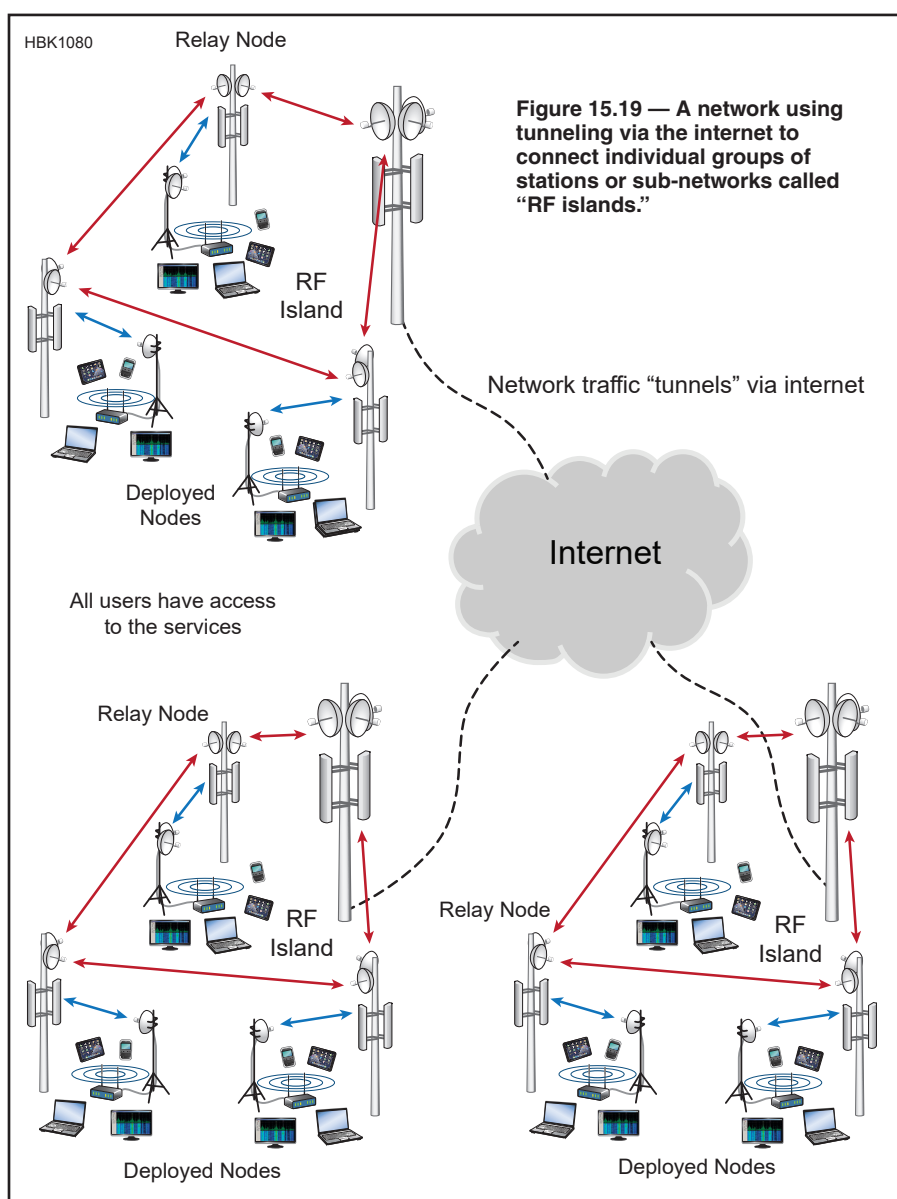 HBK1080
Relay Node
Figure 15.19 — A network using
tunneling via the internet to
connect individual groups of
stations or sub-networks called
“RF islands.”
RF
Island
Network traffic “tunnels” via internet
Deployed
Nodes
Internet
All users have access
to the services
Relay Node
RF
Island
Deployed Nodes
Relay Node
RF
Island
Deployed Nodes